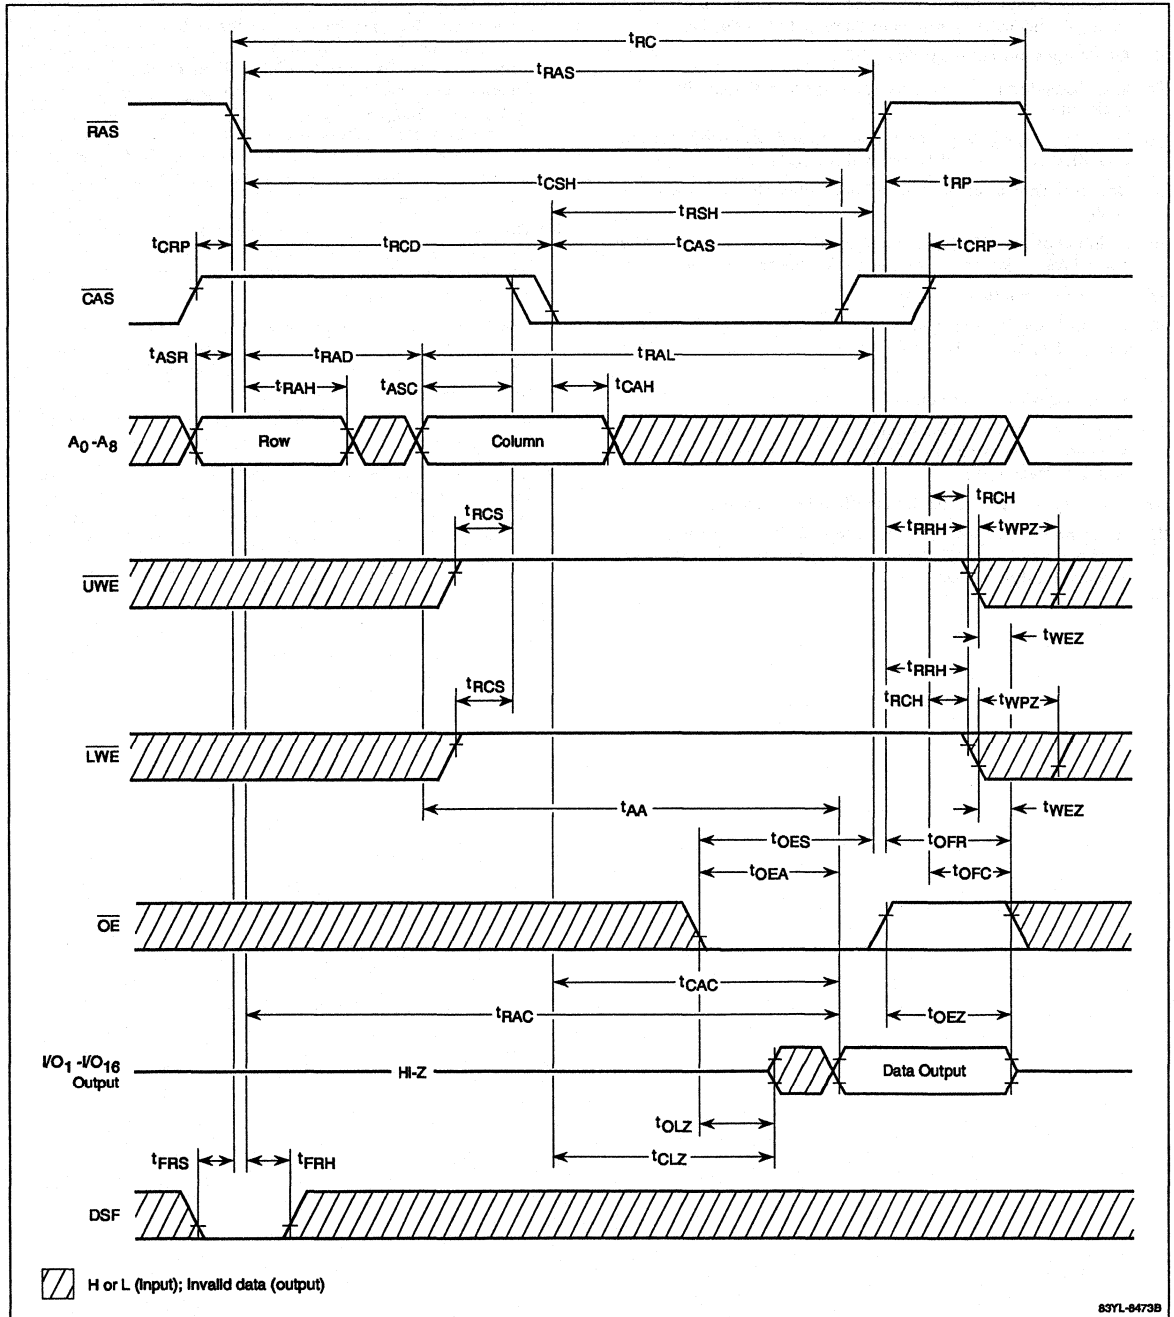 tRC
tRAS
RAS
tCSH
tRP
tRSH
tCRP
tRCD
tCAS
tCRP
CAS
tASR
tRAD
tRAL
tRAH
tASC
tCAH
A0-A8
Row
Column
tRCH
tRCS
tRRH
tWPZ
UWE
tWEZ
tRRH
tRCS
tRCH
tWPZ
LWE
tWEZ
tAA
tOES
tOFR
tOEA
tOFC
OE
tCAC
tRAC
tOEZ
I/O1-I/O16
Output
HI-Z
Data Output
tOLZ
tFRS
tFRH
tCLZ
DSF
H or L (input); Invalid data (output)
83YL-8473B